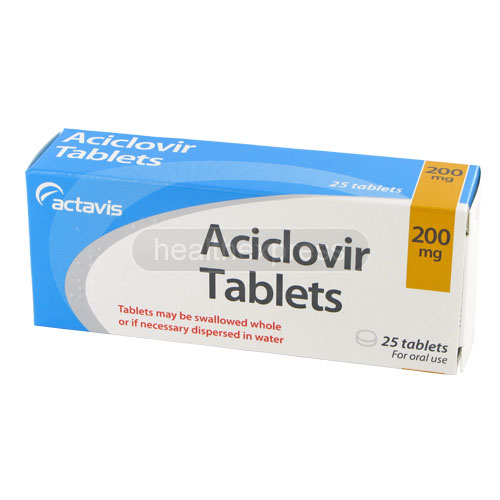 Aciclovir
Tablets
25 tablets
200
mg
actavis
Aciclovir
Tablets
200
mg
Tablets may be swallowed whole
or if necessary dispersed in water
25 tablets
For oral use